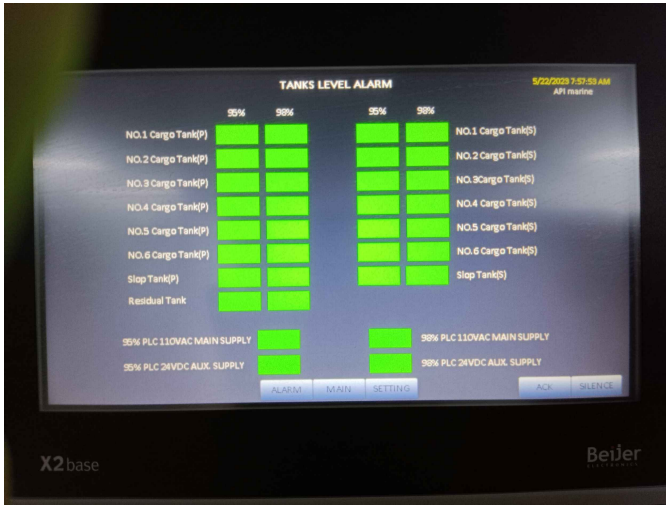 TANKS LEVEL ALARM
5/22/2023 7:57:53 AM
API marine
95% 98% 95% 98%
NO.1 Cargo Tank(P) NO.1 Cargo Tank(S)
NO.2 Cargo Tank(P) NO.2 Cargo Tank(S)
NO.3 Cargo Tank(P) NO.3Cargo Tank(S)
NO.4 Cargo Tank(P) NO.4 Cargo Tank(S)
NO.5 Cargo Tank(P) NO.5 Cargo Tank(S)
NO.6 Cargo Tank(P) NO.6 Cargo Tank(S)
Slop Tank(P) Slop Tank(S)
Residual Tank
95% PLC 110VAC MAIN SUPPLY 98% PLC 110VAC MAIN SUPPLY
95% PLC 24VDC AUX. SUPPLY 98% PLC 24VDC AUX. SUPPLY
ALARM MAIN SETTING ACK SILENCE
X2 base Beijer
ELECTRONICS